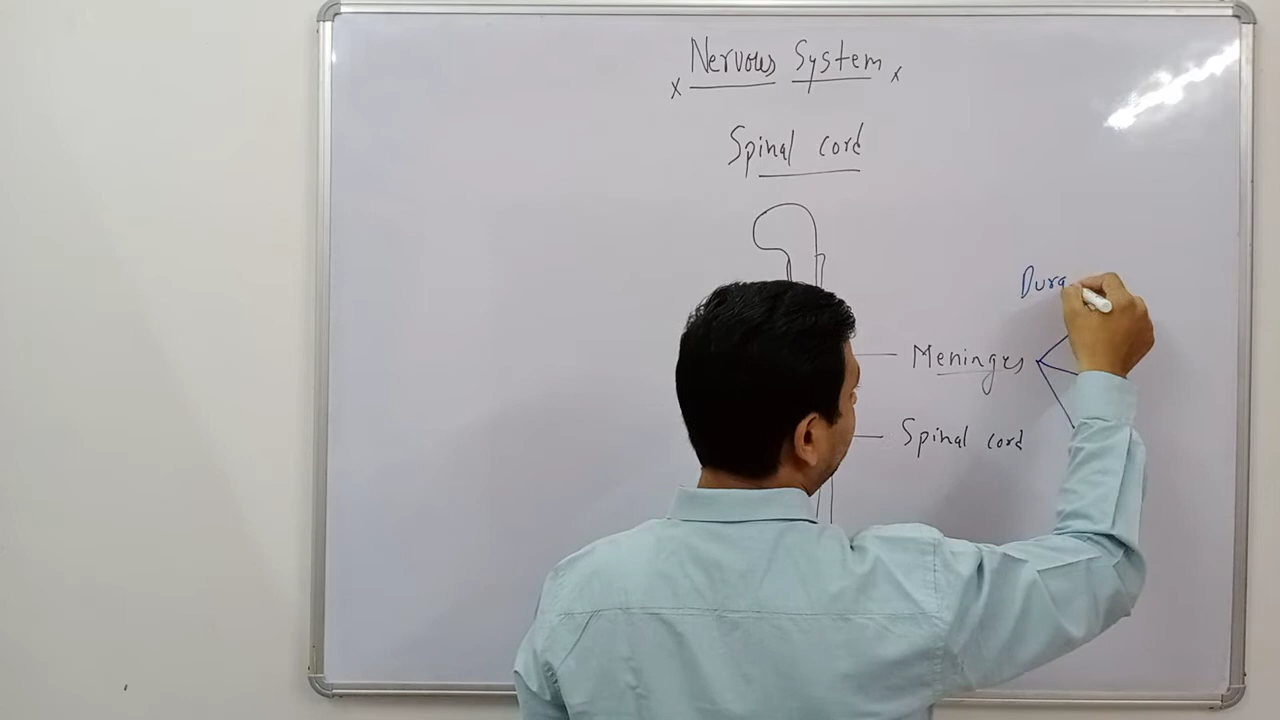 x Nervous System x
Spinal cord
Dura
Meninges
Spinal cord